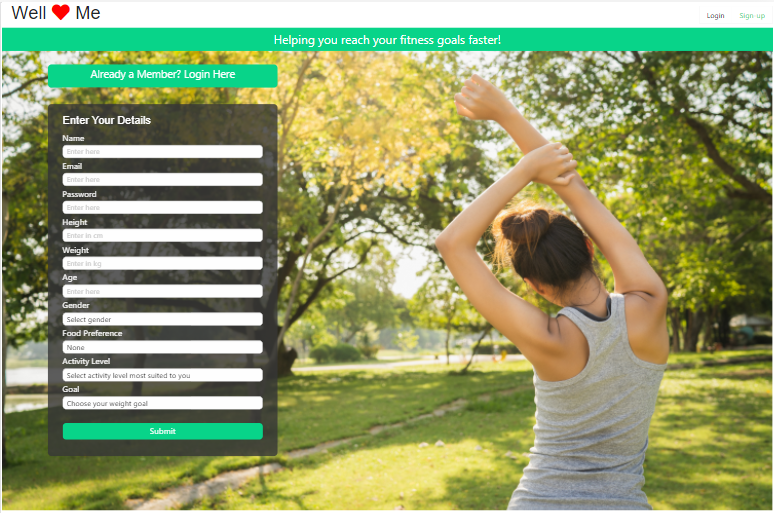 Well Me
Login Sign-up
Helping you reach your fitness goals faster!
Already a Member? Login Here
Enter Your Details
Name
Enter here
Email
Enter here
Password
Enter here
Height
Enter in cm
Weight
Enter in kg
Age
Enter here
Gender
Select gender
Food Preference
None
Activity Level
Select activity level most suited to you
Goal
Choose your weight goal
Submit